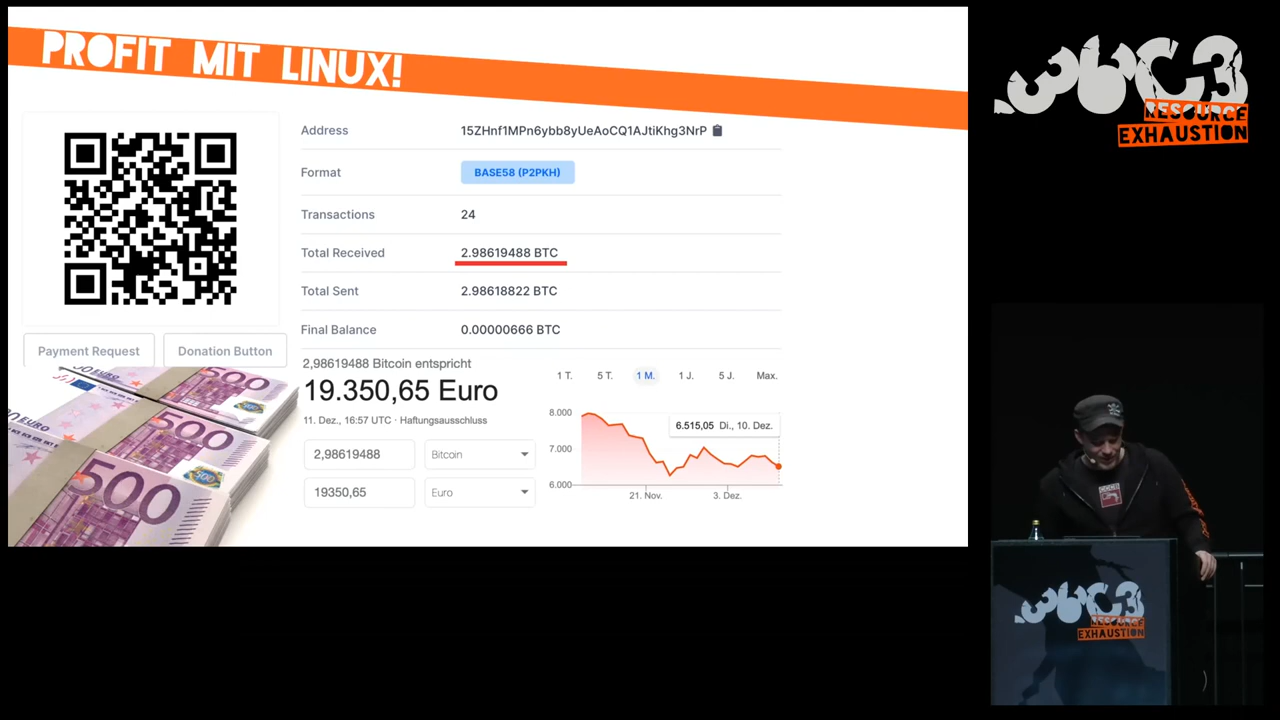 PROFIT MIT LINUX!
Address 15ZHnf1MPn6ybb8yUeAoCQ1AJtiKhg3NrP
Format BASE58 (P2PKH)
Transactions 24
Total Received 2.98619488 BTC
Total Sent 2.98618822 BTC
Final Balance 0.00000666 BTC
Payment Request Donation Button
2,98619488 Bitcoin entspricht
19.350,65 Euro
11. Dez., 16:57 UTC · Haftungsausschluss
2,98619488 Bitcoin
19350,65 Euro
1 T. 5 T. 1 M. 1 J. 5 J. Max.
8.000
7.000
6.000
6.515,05 Di., 10. Dez.
21. Nov. 3. Dez.
500
500
500
EURO
36C3
RESOURCE
EXHAUSTION
36C3
RESOURCE
EXHAUSTION